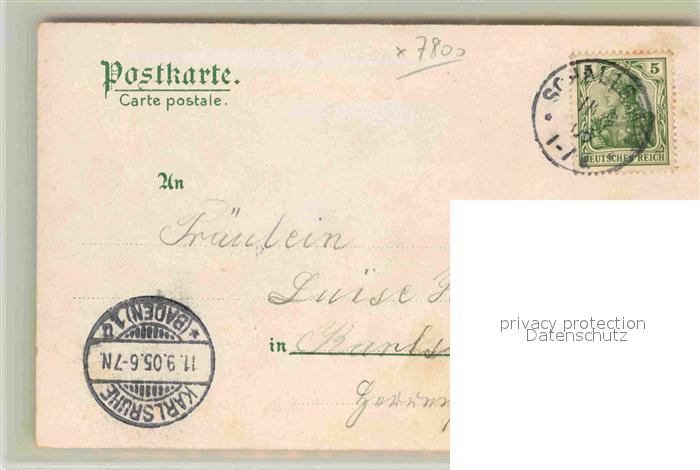 x 7800
Postkarte.
Carte postale.
5
DEUTSCHES REICH
An
Fräulein
Luise
in Karls
KARLSRUHE
(BADEN) 1.
11.9.05.6-7N.
privacy protection
Datenschutz